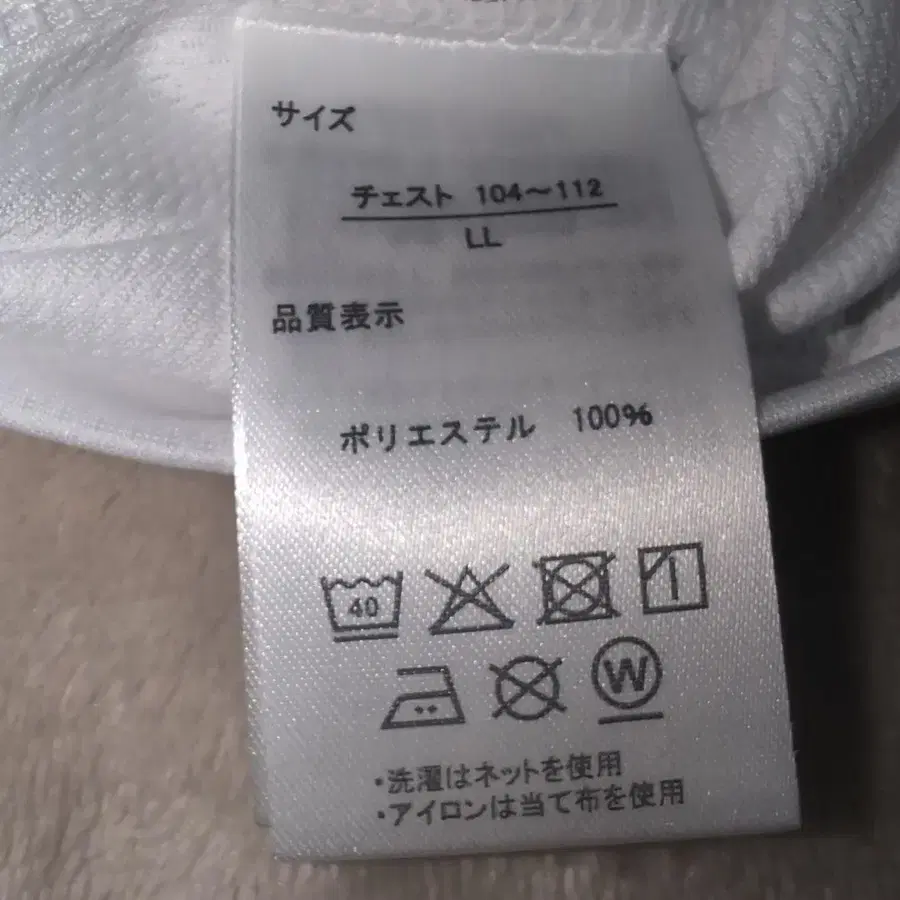 サイズ
チェスト 104～112
LL
品質表示
ポリエステル 100%
40
W
・洗濯はネットを使用
・アイロンは当て布を使用